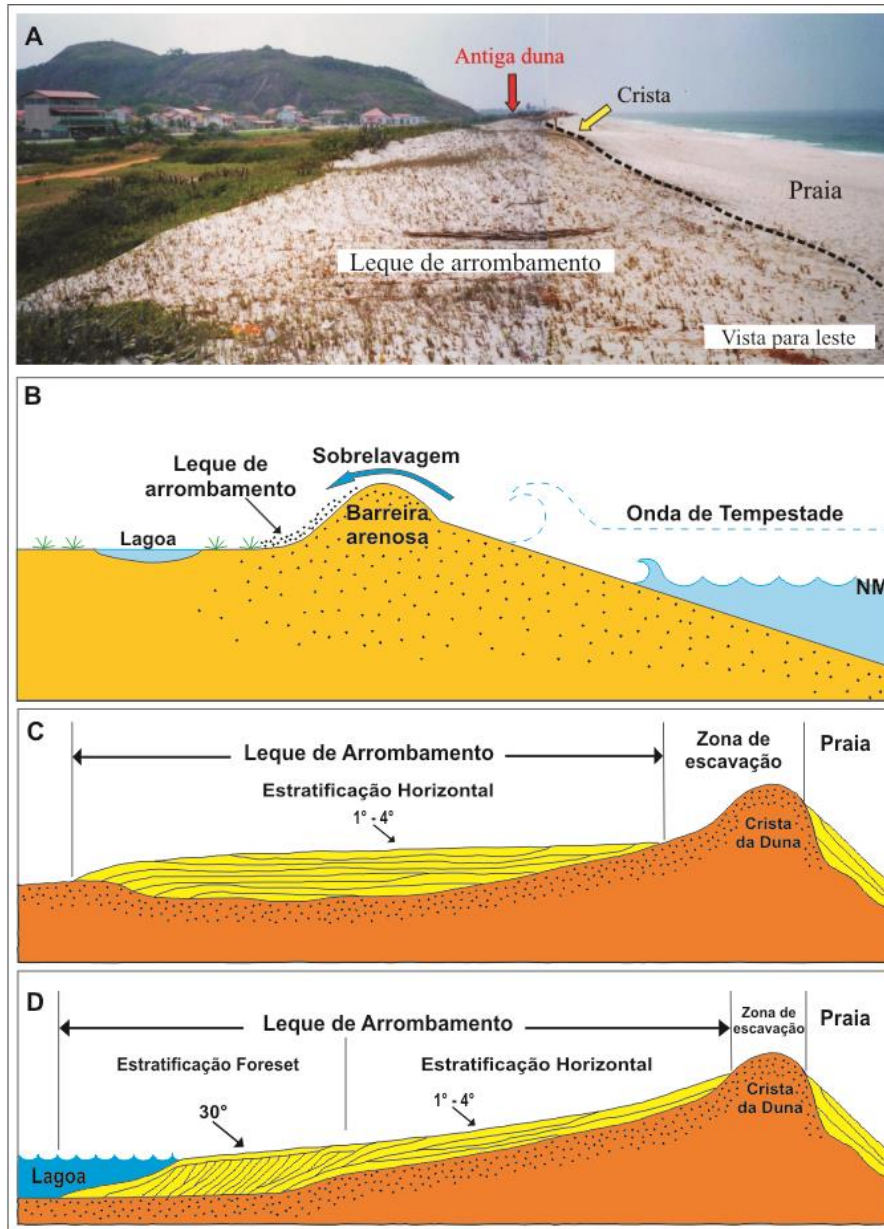 A
Antiga duna
Crista
Praia
Leque de arrombamento
Vista para leste
B
Sobrelavagem
Leque de
arrombamento
Lagoa
Barreira
arenosa
Onda de Tempestade
NM
C
Leque de Arrombamento
Zona de
escavação
Praia
Estratificação Horizontal
1° - 4°
Crista
da Duna
D
Leque de Arrombamento
Zona de
escavação
Praia
Estratificação Foreset
Estratificação Horizontal
30°
1° - 4°
Crista
da Duna
Lagoa